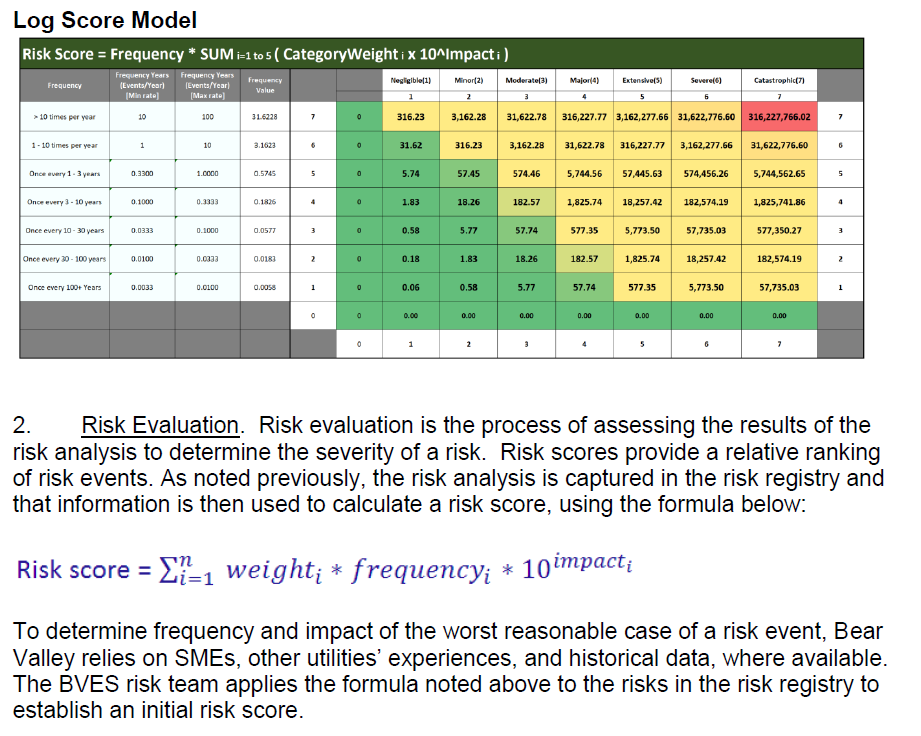 Log Score Model
Risk Score = Frequency * SUM i=1 to 5 ( CategoryWeight i x 10^Impact i )
Frequency Frequency Years (Events/Year) [Min rate] Frequency Years (Events/Year) [Max rate] Frequency Value Negligible(1) Minor(2) Moderate(3) Major(4) Extensive(5) Severe(6) Catastrophic(7)
1 2 3 4 5 6 7
> 10 times per year 10 100 31.6228 7 0 316.23 3,162.28 31,622.78 316,227.77 3,162,277.66 31,622,776.60 316,227,766.02 7
1 - 10 times per year 1 10 3.1623 6 0 31.62 316.23 3,162.28 31,622.78 316,227.77 3,162,277.66 31,622,776.60 6
Once every 1 - 3 years 0.3300 1.0000 0.5745 5 0 5.74 57.45 574.46 5,744.56 57,445.63 574,456.26 5,744,562.65 5
Once every 3 - 10 years 0.1000 0.3333 0.1826 4 0 1.83 18.26 182.57 1,825.74 18,257.42 182,574.19 1,825,741.86 4
Once every 10 - 30 years 0.0333 0.1000 0.0577 3 0 0.58 5.77 57.74 577.35 5,773.50 57,735.03 577,350.27 3
Once every 30 - 100 years 0.0100 0.0333 0.0183 2 0 0.18 1.83 18.26 182.57 1,825.74 18,257.42 182,574.19 2
Once every 100+ Years 0.0033 0.0100 0.0058 1 0 0.06 0.58 5.77 57.74 577.35 5,773.50 57,735.03 1
0 0 0.00 0.00 0.00 0.00 0.00 0.00 0.00
0 1 2 3 4 5 6 7
2. Risk Evaluation. Risk evaluation is the process of assessing the results of the
risk analysis to determine the severity of a risk. Risk scores provide a relative ranking
of risk events. As noted previously, the risk analysis is captured in the risk registry and
that information is then used to calculate a risk score, using the formula below:
Risk score = ∑ⁿᵢ₌₁ weightᵢ * frequencyᵢ * 10^impactᵢ
To determine frequency and impact of the worst reasonable case of a risk event, Bear
Valley relies on SMEs, other utilities’ experiences, and historical data, where available.
The BVES risk team applies the formula noted above to the risks in the risk registry to
establish an initial risk score.